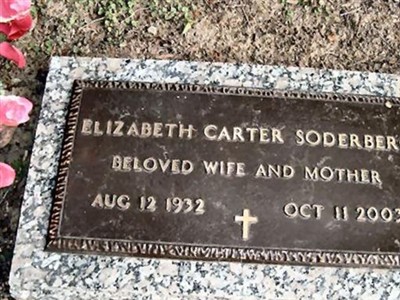 ELIZABETH CARTER SODERBER
BELOVED WIFE AND MOTHER
AUG 12 1932 OCT 11 2003